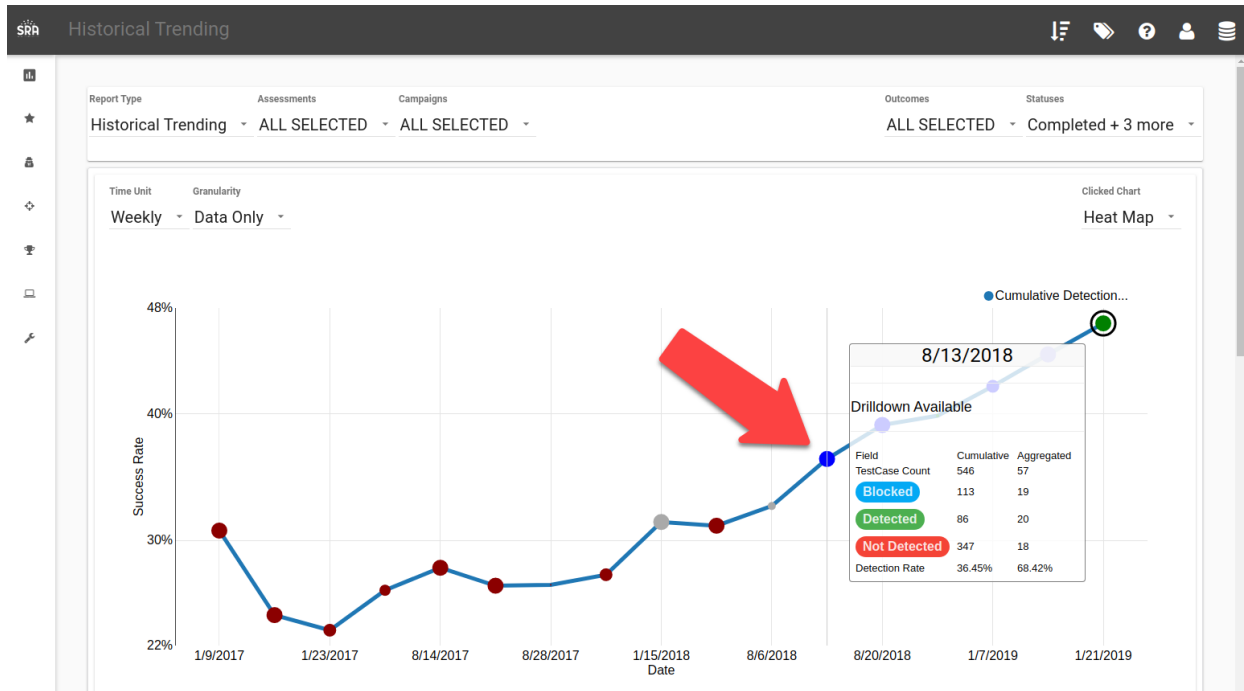 SRA Historical Trending
Report Type Assessments Campaigns Outcomes Statuses
Historical Trending ALL SELECTED ALL SELECTED ALL SELECTED Completed + 3 more
Time Unit Granularity Clicked Chart
Weekly Data Only Heat Map
Cumulative Detection...
48%
40%
30%
22%
Success Rate
8/13/2018
Drilldown Available
Field Cumulative Aggregated
TestCase Count 546 57
Blocked 113 19
Detected 86 20
Not Detected 347 18
Detection Rate 36.45% 68.42%
1/9/2017 1/23/2017 8/14/2017 8/28/2017 1/15/2018 8/6/2018 8/20/2018 1/7/2019 1/21/2019
Date